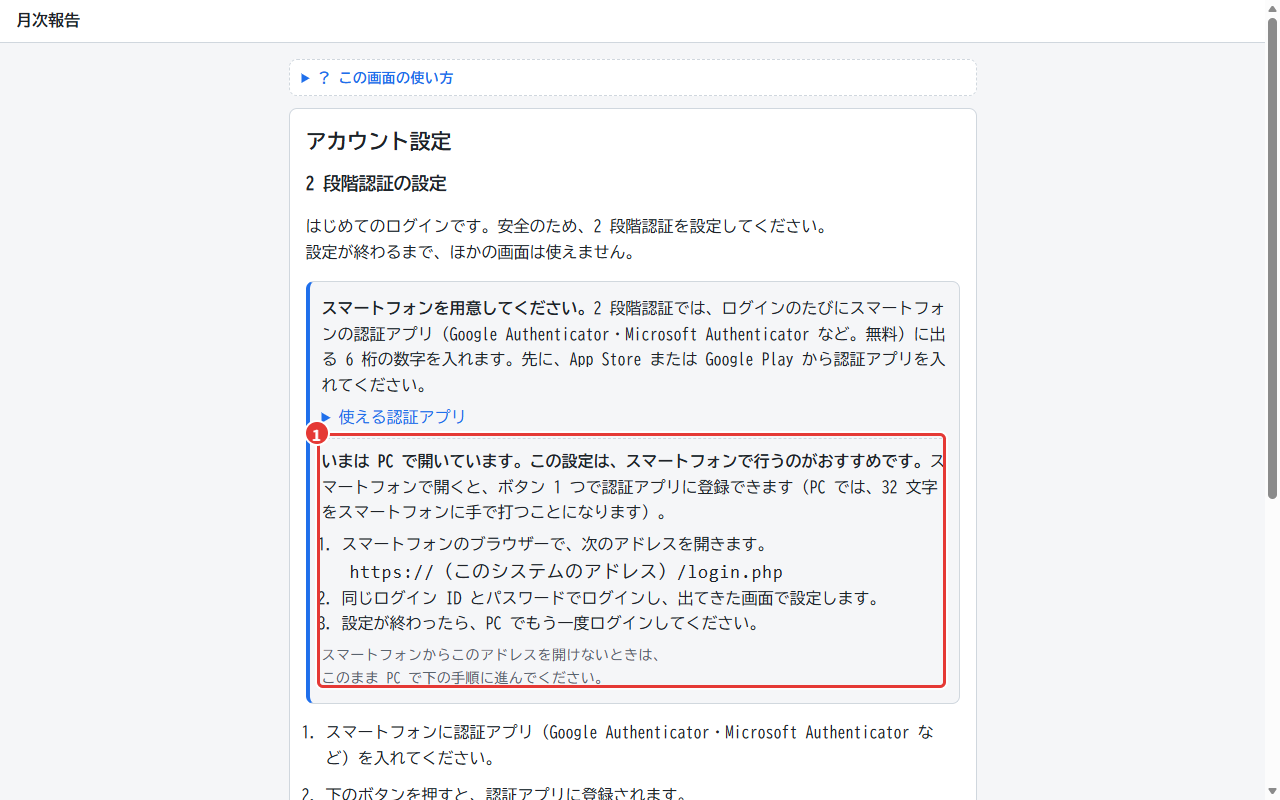 月次報告
▶ ? この画面の使い方
アカウント設定
2 段階認証の設定
はじめてのログインです。安全のため、2 段階認証を設定してください。
設定が終わるまで、ほかの画面は使えません。
スマートフォンを用意してください。2 段階認証では、ログインのたびにスマートフォ
ンの認証アプリ（Google Authenticator・Microsoft Authenticator など。無料）に出
る 6 桁の数字を入れます。先に、App Store または Google Play から認証アプリを入
れてください。
▶ 使える認証アプリ
1
いまは PC で開いています。この設定は、スマートフォンで行うのがおすすめです。ス
マートフォンで開くと、ボタン 1 つで認証アプリに登録できます（PC では、32 文字
をスマートフォンに手で打つことになります）。
1. スマートフォンのブラウザーで、次のアドレスを開きます。
https://（このシステムのアドレス）/login.php
2. 同じログイン ID とパスワードでログインし、出てきた画面で設定します。
3. 設定が終わったら、PC でもう一度ログインしてください。
スマートフォンからこのアドレスを開けないときは、
このまま PC で下の手順に進んでください。
1. スマートフォンに認証アプリ（Google Authenticator・Microsoft Authenticator な
ど）を入れてください。
2. 下のボタンを押すと、認証アプリに登録されます。